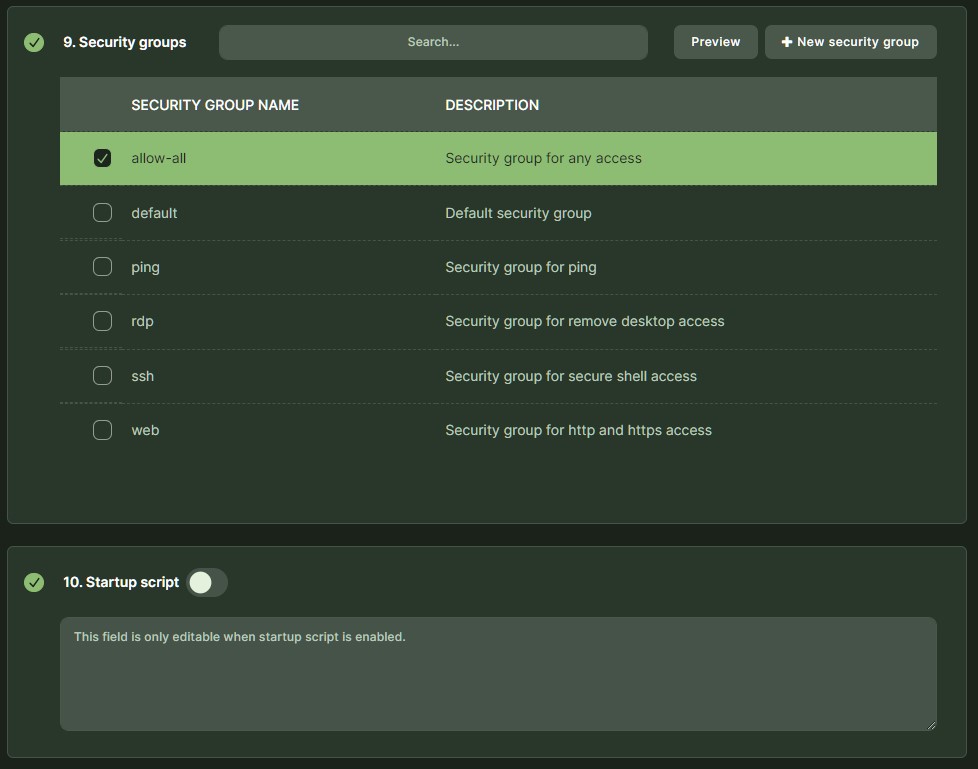 9. Security groups
Search...
Preview
+ New security group
SECURITY GROUP NAME DESCRIPTION
allow-all Security group for any access
default Default security group
ping Security group for ping
rdp Security group for remove desktop access
ssh Security group for secure shell access
web Security group for http and https access
10. Startup script
This field is only editable when startup script is enabled.